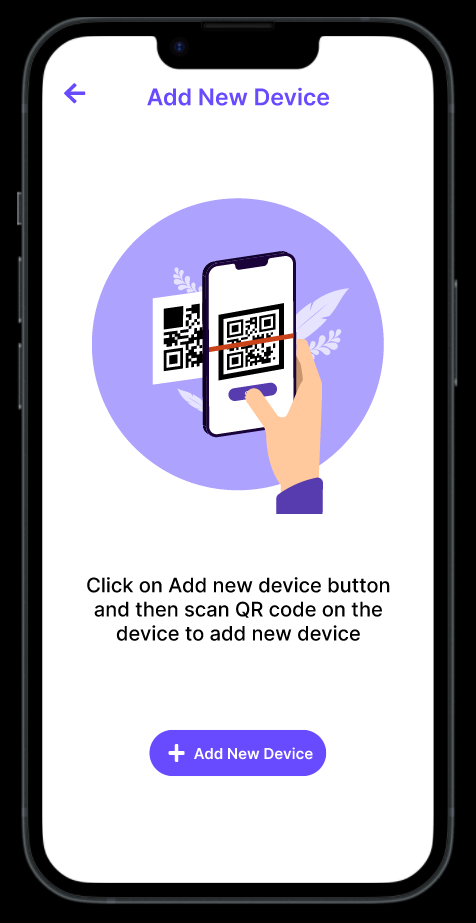 Add New Device
Click on Add new device button
and then scan QR code on the
device to add new device
Add New Device